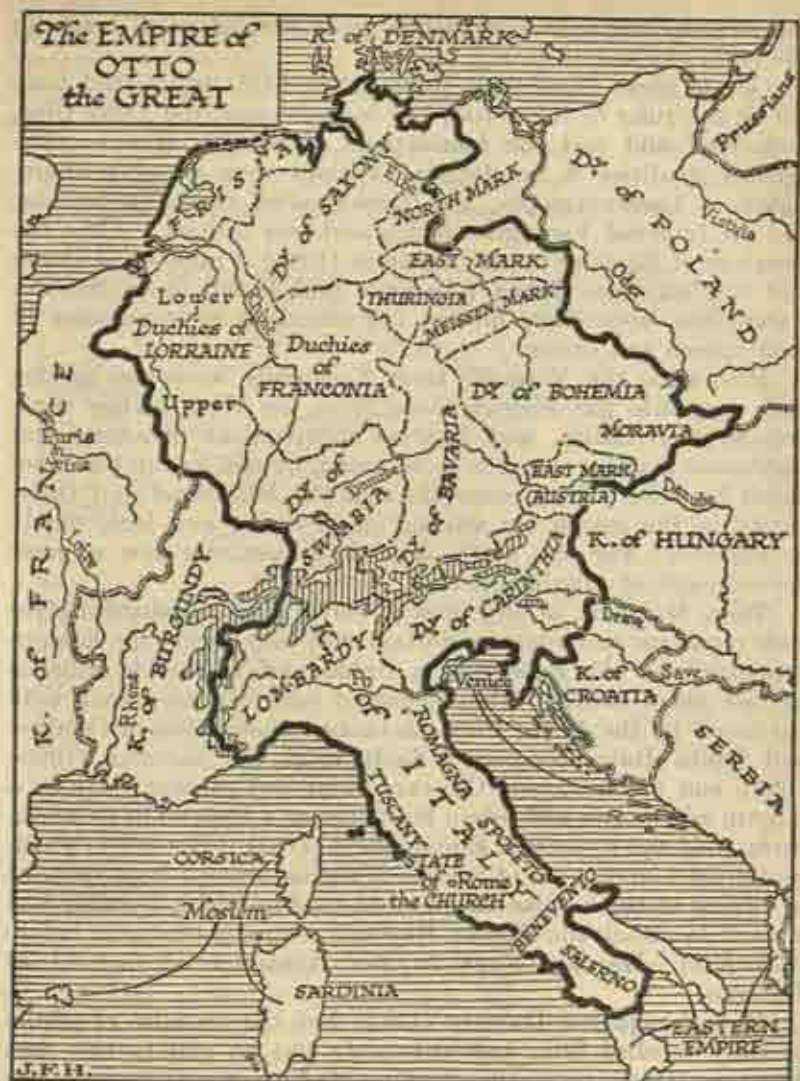 The EMPIRE of
OTTO
the GREAT
K. of DENMARK
Prussians
FRISIA
DY. of SAXONY
Elbe
NORTH MARK
DY. of POLAND
Vistula
Oder
EAST MARK
Lower
THURINGIA
MEISSEN MARK
Rhine
Duchies of
LORRAINE
Duchies
of
FRANCONIA
Upper
DY. of BOHEMIA
MORAVIA
K. of FRANCE
Paris
Seine
DY. of
SWABIA
Danube
DY. of BAVARIA
EAST MARK
(AUSTRIA)
Danube
K. of HUNGARY
Loire
K. of BURGUNDY
Rhone
DY. of CARINTHIA
Drave
K. of ITALY
LOMBARDY
Po
Venice
K. of
CROATIA
Save
SERBIA
ROMAGNA
TUSCANY
SPOLETO
CORSICA
STATE
of Rome
the CHURCH
Moslem
BENEVENTO
SALERNO
SARDINIA
EASTERN
EMPIRE
J.F.H.